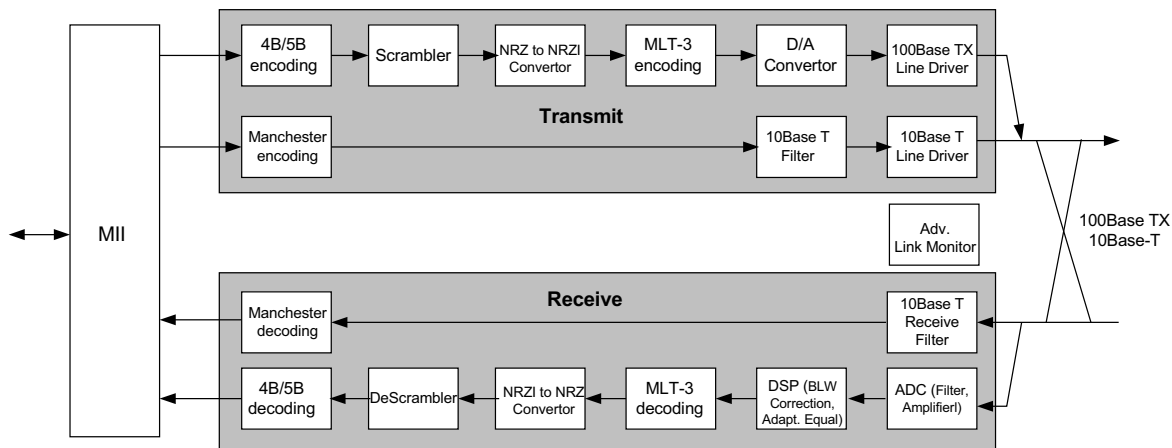 MII
4B/5B
encoding
Scrambler
NRZ to NRZI
Convertor
MLT-3
encoding
D/A
Convertor
100Base TX
Line Driver
Transmit
Manchester
encoding
10Base T
Filter
10Base T
Line Driver
Adv.
Link Monitor
100Base TX
10Base-T
Receive
Manchester
decoding
10Base T
Receive
Filter
4B/5B
decoding
DeScrambler
NRZI to NRZ
Convertor
MLT-3
decoding
DSP (BLW
Correction,
Adapt. Equal)
ADC (Filter,
Amplifierl)